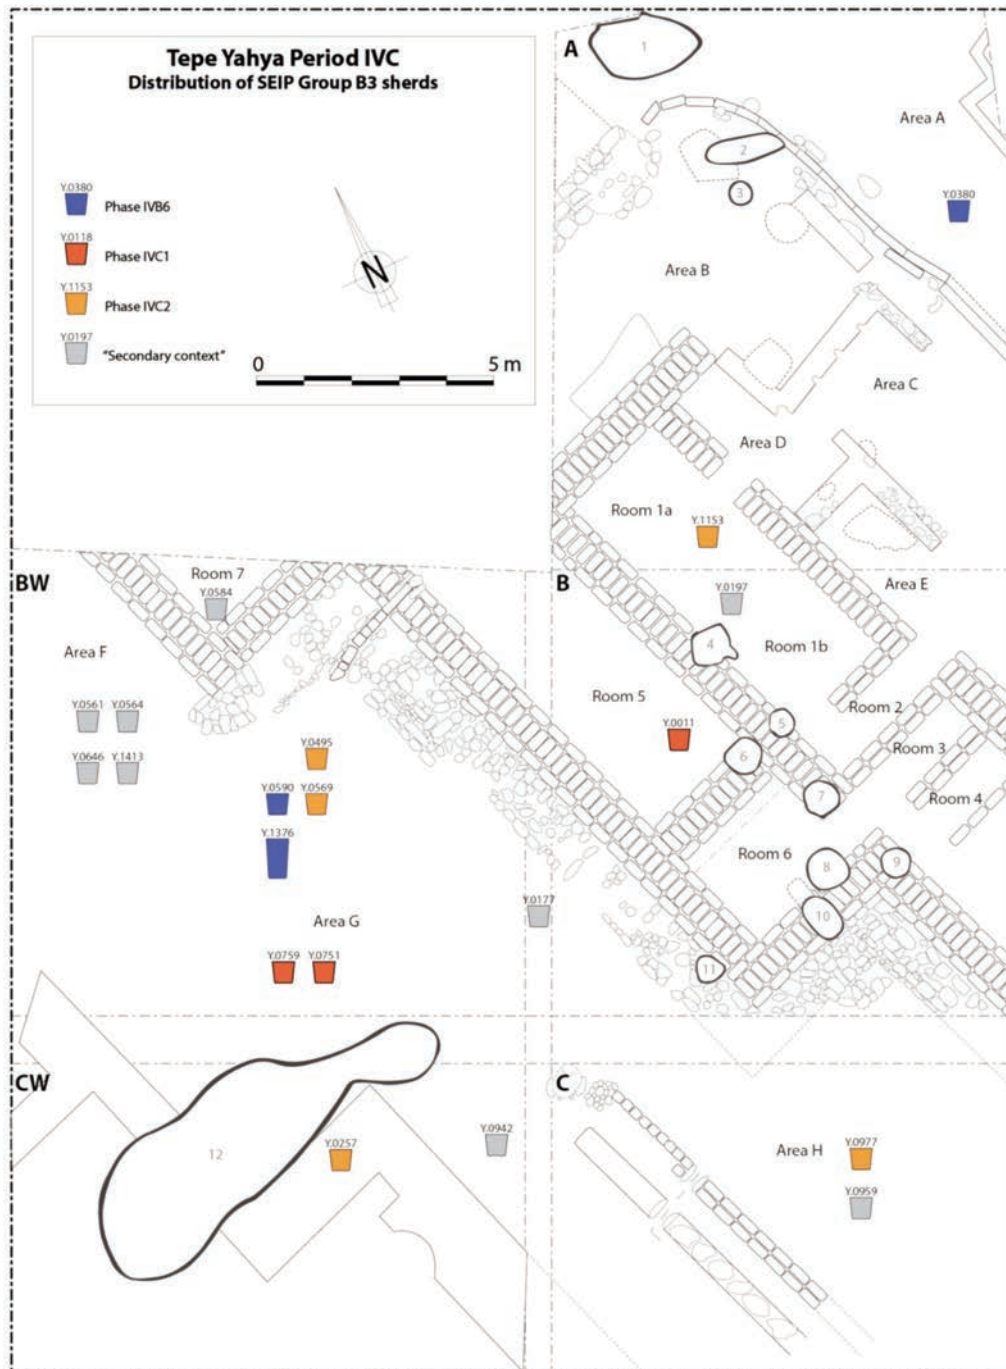 Tepe Yahya Period IVC
Distribution of SEIP Group B3 sherds
Y.0380
Phase IVB6
Y.0118
Phase IVC1
Y.1153
Phase IVC2
Y.0197
"Secondary context"
N
0 5 m
A
1
Area A
2
3
Y.0380
Area B
Area C
Area D
Room 1a
Y.1153
BW
Room 7
Y.0584
B
Y.0197
Area E
4
Room 1b
Area F
Room 5
Y.0561 Y.0564
Room 2
Y.0011
5
Room 3
Y.0646 Y.1413
Y.0495
6
Y.0590 Y.0569
7
Room 4
Y.1376
Room 6
8
9
Y.0177
10
Area G
Y.0759 Y.0751
11
CW
C
12
Y.0257
Y.0942
Area H
Y.0977
Y.0959